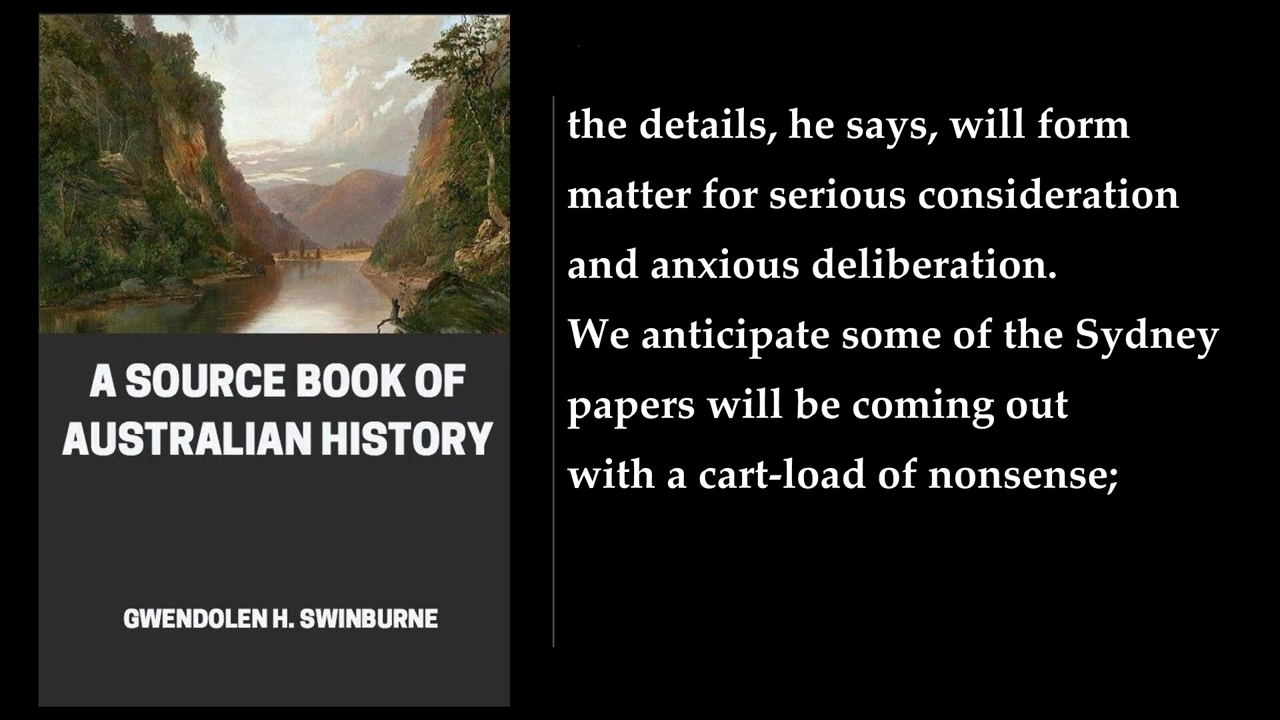 A SOURCE BOOK OF
AUSTRALIAN HISTORY
GWENDOLEN H. SWINBURNE
the details, he says, will form
matter for serious consideration
and anxious deliberation.
We anticipate some of the Sydney
papers will be coming out
with a cart-load of nonsense;